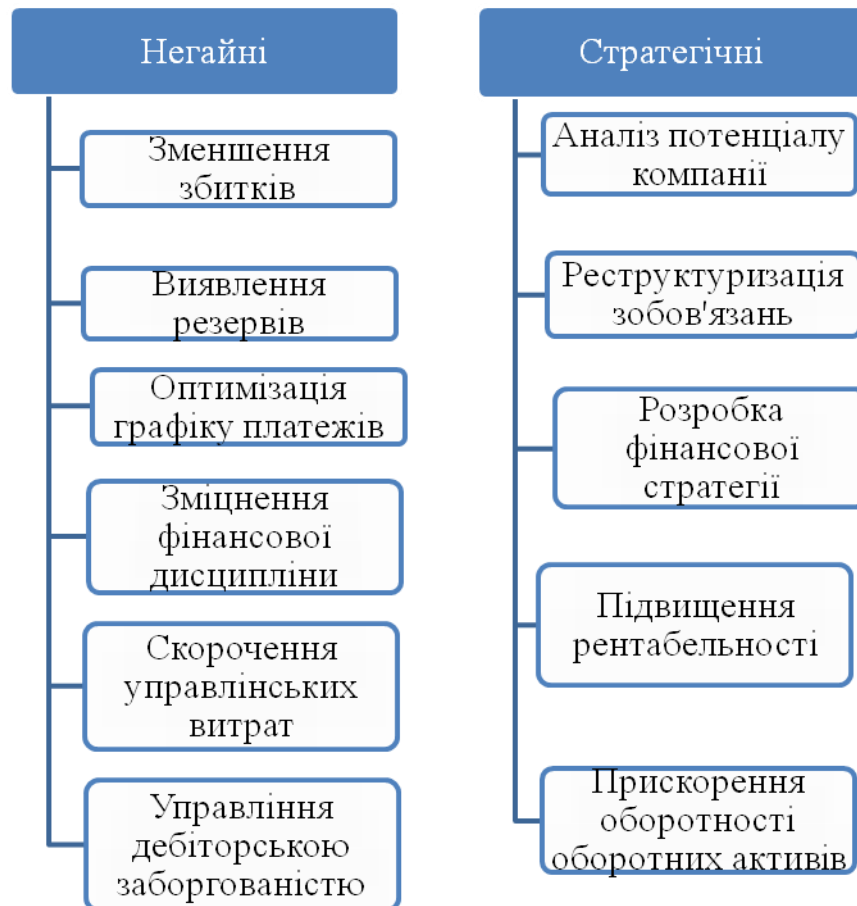 Негайні
Зменшення
збитків
Виявлення
резервів
Оптимізація
графіку платежів
Зміцнення
фінансової
дисципліни
Скорочення
управлінських
витрат
Управління
дебіторською
заборгованістю
Стратегічні
Аналіз потенціалу
компанії
Реструктуризація
зобов'язань
Розробка
фінансової
стратегії
Підвищення
рентабельності
Прискорення
оборотності
оборотних активів